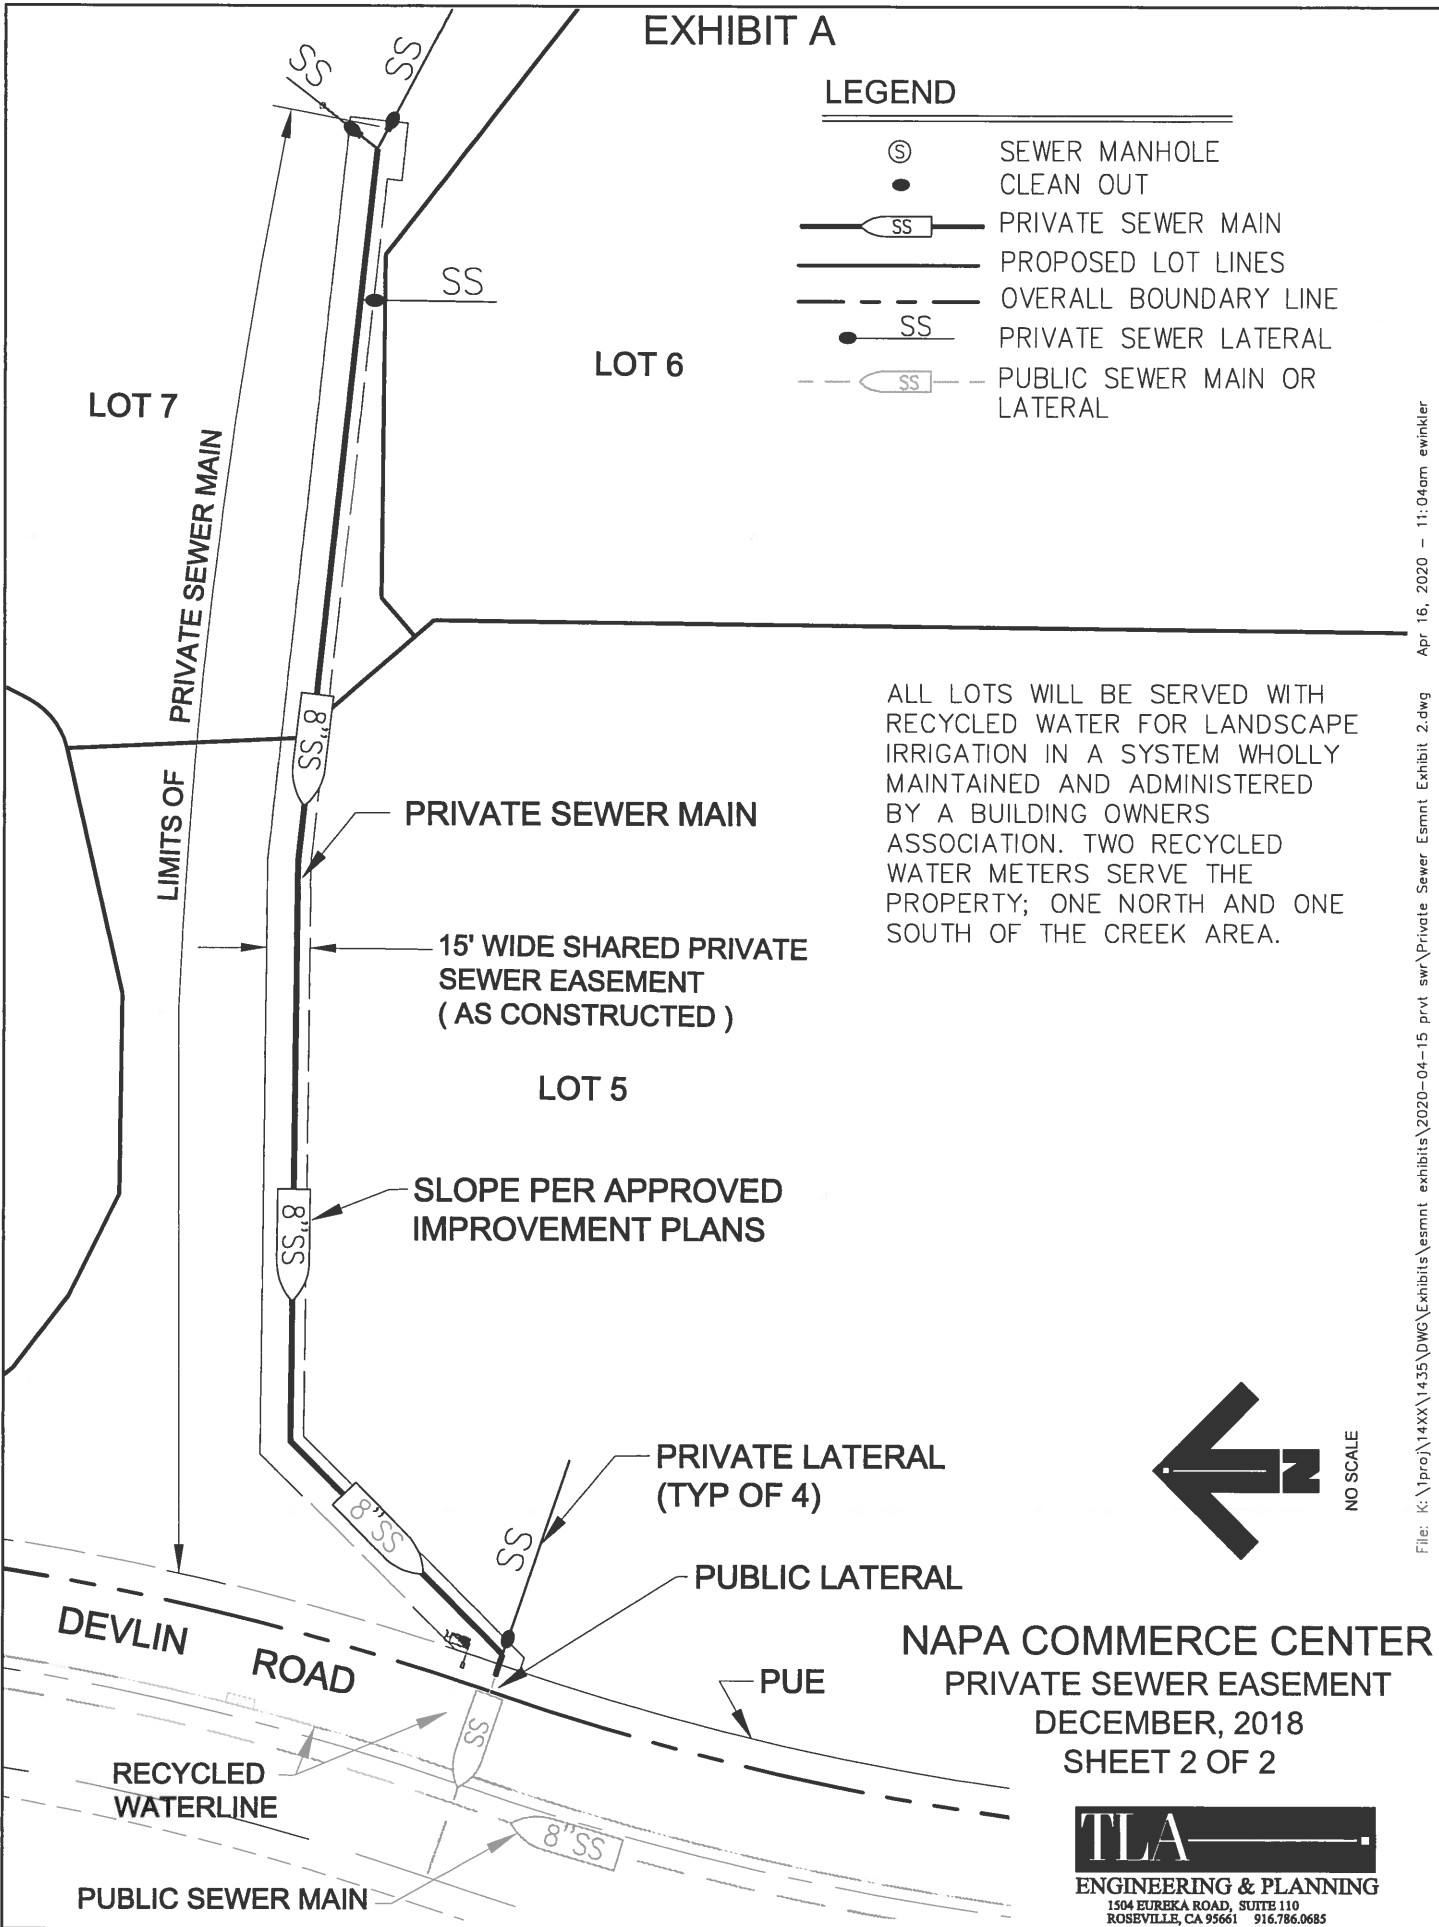 EXHIBIT A
LEGEND
S SEWER MANHOLE
CLEAN OUT
SS PRIVATE SEWER MAIN
PROPOSED LOT LINES
OVERALL BOUNDARY LINE
SS PRIVATE SEWER LATERAL
SS PUBLIC SEWER MAIN OR
LATERAL
SS
SS
SS
LOT 6
LOT 7
LIMITS OF PRIVATE SEWER MAIN
8"SS
ALL LOTS WILL BE SERVED WITH
RECYCLED WATER FOR LANDSCAPE
IRRIGATION IN A SYSTEM WHOLLY
MAINTAINED AND ADMINISTERED
BY A BUILDING OWNERS
ASSOCIATION. TWO RECYCLED
WATER METERS SERVE THE
PROPERTY; ONE NORTH AND ONE
SOUTH OF THE CREEK AREA.
PRIVATE SEWER MAIN
15' WIDE SHARED PRIVATE
SEWER EASEMENT
( AS CONSTRUCTED )
LOT 5
SLOPE PER APPROVED
IMPROVEMENT PLANS
8"SS
PRIVATE LATERAL
(TYP OF 4)
8"SS
SS
PUBLIC LATERAL
N
NO SCALE
DEVLIN ROAD
PUE
SS
RECYCLED
WATERLINE
8"SS
PUBLIC SEWER MAIN
NAPA COMMERCE CENTER
PRIVATE SEWER EASEMENT
DECEMBER, 2018
SHEET 2 OF 2
TLA
ENGINEERING & PLANNING
1504 EUREKA ROAD, SUITE 110
ROSEVILLE, CA 95661 916.786.0685
File: K:\1proj\14XX\1435\DWG\Exhibits\esmnt exhibits\2020-04-15 prvt swr\Private Sewer Esmnt Exhibit 2.dwg Apr 16, 2020 - 11:04am ewinkler